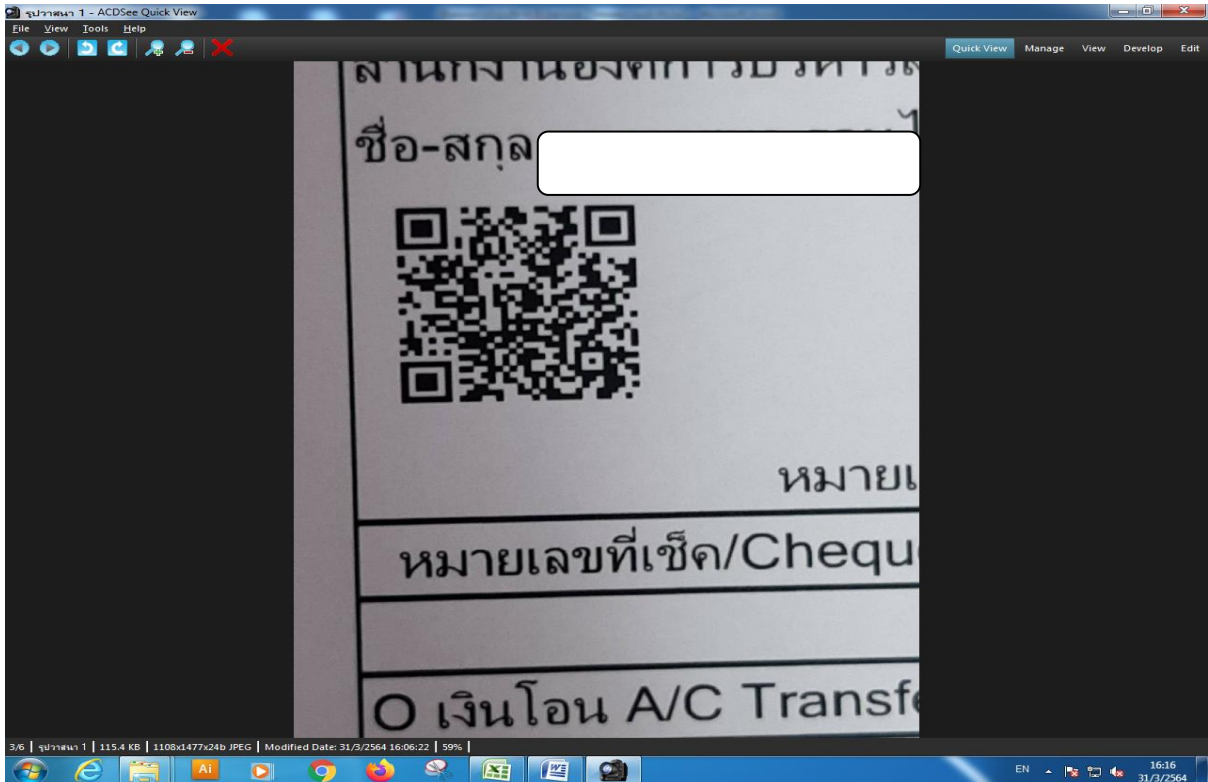 รูปวาสนา 1 - ACDSee Quick View
File View Tools Help
Quick View Manage View Develop Edit
ชื่อ-สกุล
หมายเ
หมายเลขที่เช็ค/Chequ
O เงินโอน A/C Transfe
3/6 รูปวาสนา 1 115.4 KB 1108x1477x24b JPEG Modified Date: 31/3/2564 16:06:22 59%
Ai
EN 16:16
31/3/2564